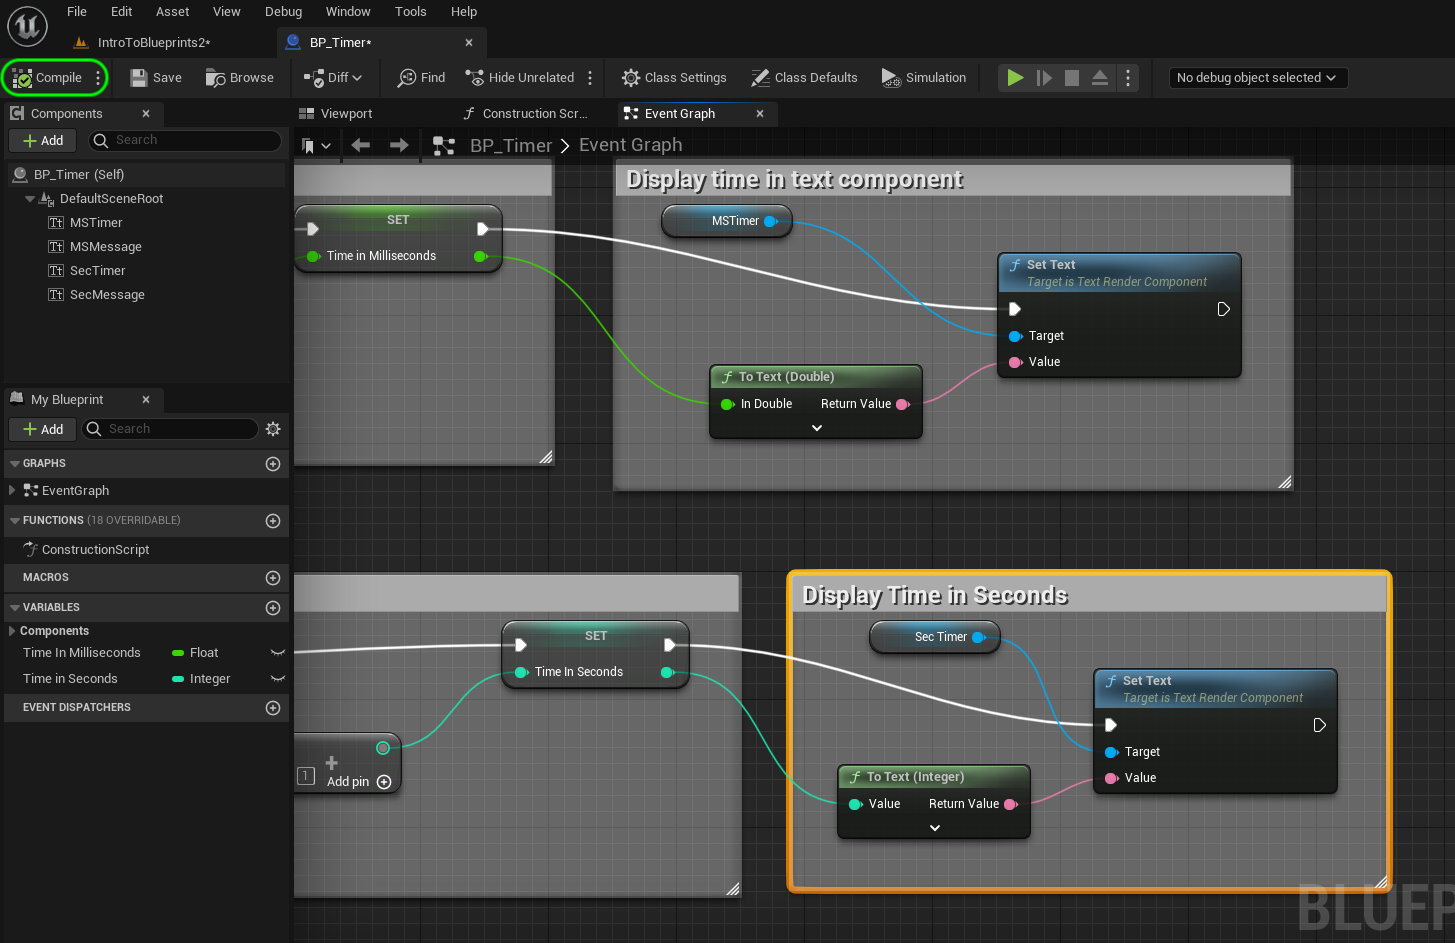 File Edit Asset View Debug Window Tools Help
IntroToBlueprints2*
BP_Timer*
Compile Save Browse Diff Find Hide Unrelated Class Settings Class Defaults Simulation No debug object selected
Components
Viewport
Construction Scr...
Event Graph
Add
Search
BP_Timer > Event Graph
BP_Timer (Self)
DefaultSceneRoot
Tt MSTimer
Tt MSMessage
Tt SecTimer
Tt SecMessage
My Blueprint
Add
Search
GRAPHS
EventGraph
FUNCTIONS (18 OVERRIDABLE)
ConstructionScript
MACROS
VARIABLES
Components
Time In Milliseconds Float
Time in Seconds Integer
EVENT DISPATCHERS
SET
Time in Milliseconds
Display time in text component
MSTimer
f Set Text
Target is Text Render Component
Target
Value
f To Text (Double)
In Double Return Value
SET
Time In Seconds
1
Add pin
Display Time in Seconds
Sec Timer
f Set Text
Target is Text Render Component
Target
Value
f To Text (Integer)
Value Return Value
BLUEP